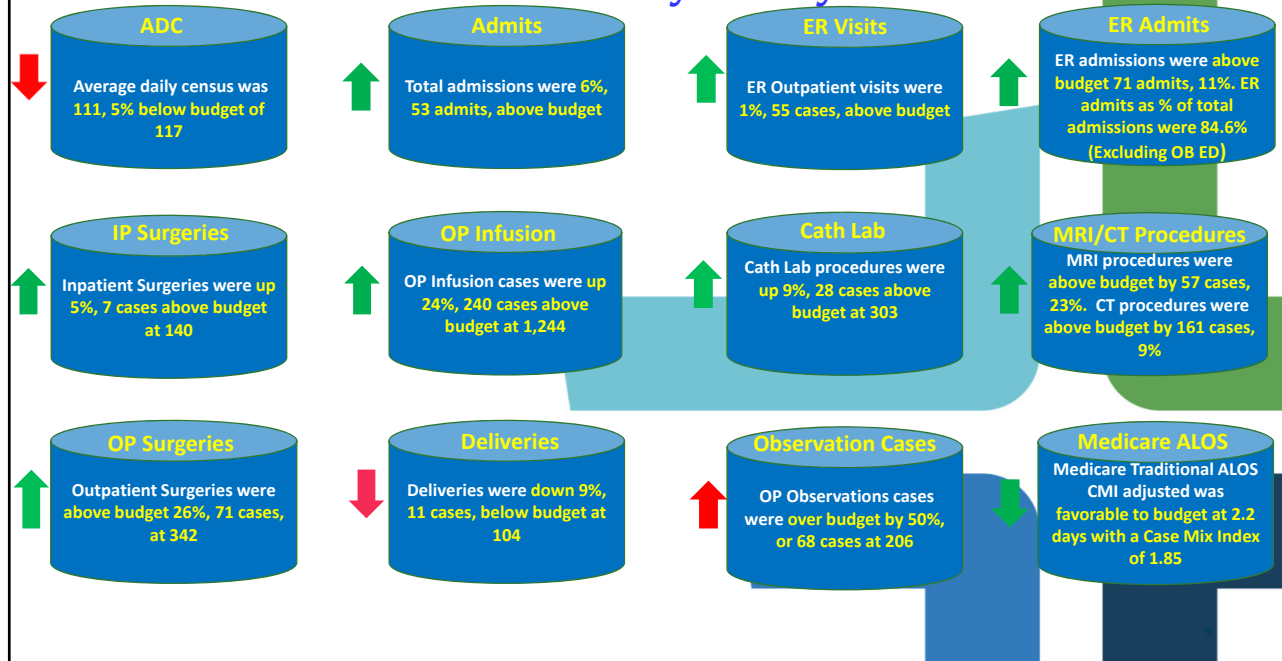 ADC
Average daily census was
111, 5% below budget of
117
Admits
Total admissions were 6%,
53 admits, above budget
ER Visits
ER Outpatient visits were
1%, 55 cases, above budget
ER Admits
ER admissions were above
budget 71 admits, 11%. ER
admits as % of total
admissions were 84.6%
(Excluding OB ED)
IP Surgeries
Inpatient Surgeries were up
5%, 7 cases above budget
at 140
OP Infusion
OP Infusion cases were up
24%, 240 cases above
budget at 1,244
Cath Lab
Cath Lab procedures were
up 9%, 28 cases above
budget at 303
MRI/CT Procedures
MRI procedures were
above budget by 57 cases,
23%. CT procedures were
above budget by 161 cases,
9%
OP Surgeries
Outpatient Surgeries were
above budget 26%, 71 cases,
at 342
Deliveries
Deliveries were down 9%,
11 cases, below budget at
104
Observation Cases
OP Observations cases
were over budget by 50%,
or 68 cases at 206
Medicare ALOS
Medicare Traditional ALOS
CMI adjusted was
favorable to budget at 2.2
days with a Case Mix Index
of 1.85